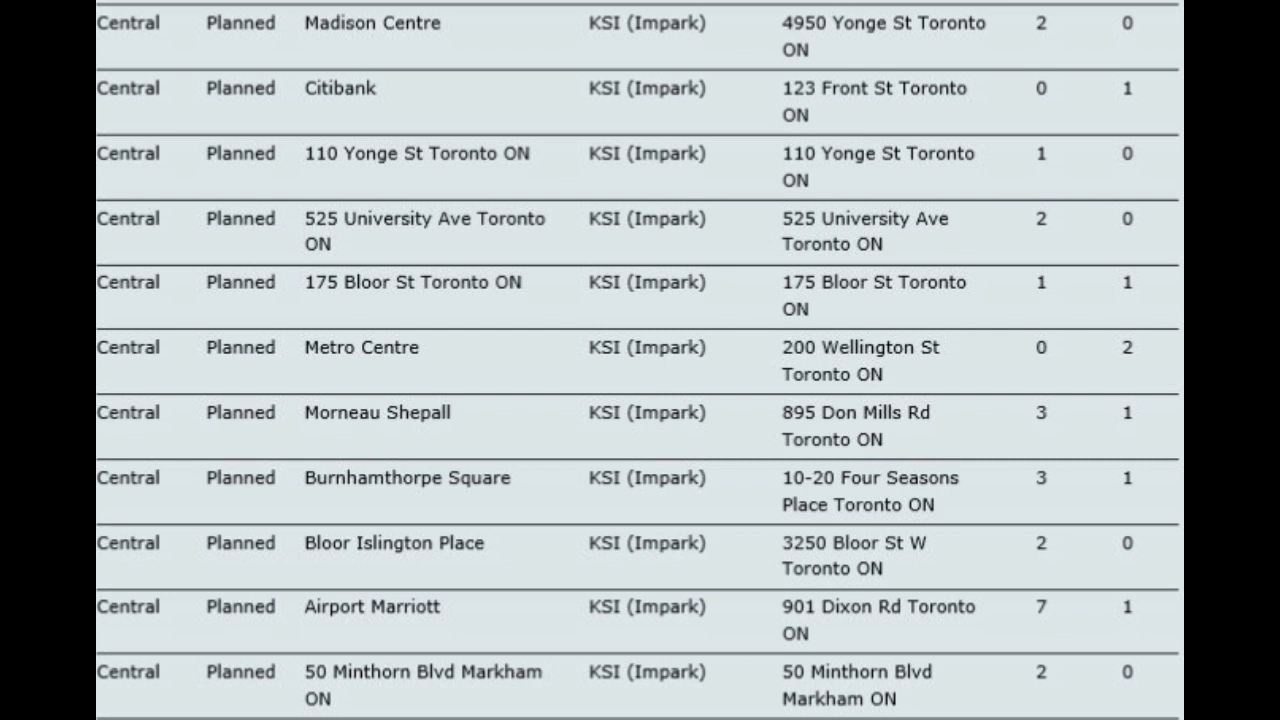 Central Planned Madison Centre KSI (Impark) 4950 Yonge St Toronto 2 0
ON
Central Planned Citibank KSI (Impark) 123 Front St Toronto 0 1
ON
Central Planned 110 Yonge St Toronto ON KSI (Impark) 110 Yonge St Toronto 1 0
ON
Central Planned 525 University Ave Toronto KSI (Impark) 525 University Ave 2 0
ON Toronto ON
Central Planned 175 Bloor St Toronto ON KSI (Impark) 175 Bloor St Toronto 1 1
ON
Central Planned Metro Centre KSI (Impark) 200 Wellington St 0 2
Toronto ON
Central Planned Morneau Shepall KSI (Impark) 895 Don Mills Rd 3 1
Toronto ON
Central Planned Burnhamthorpe Square KSI (Impark) 10-20 Four Seasons 3 1
Place Toronto ON
Central Planned Bloor Islington Place KSI (Impark) 3250 Bloor St W 2 0
Toronto ON
Central Planned Airport Marriott KSI (Impark) 901 Dixon Rd Toronto 7 1
ON
Central Planned 50 Minthorn Blvd Markham KSI (Impark) 50 Minthorn Blvd 2 0
ON Markham ON